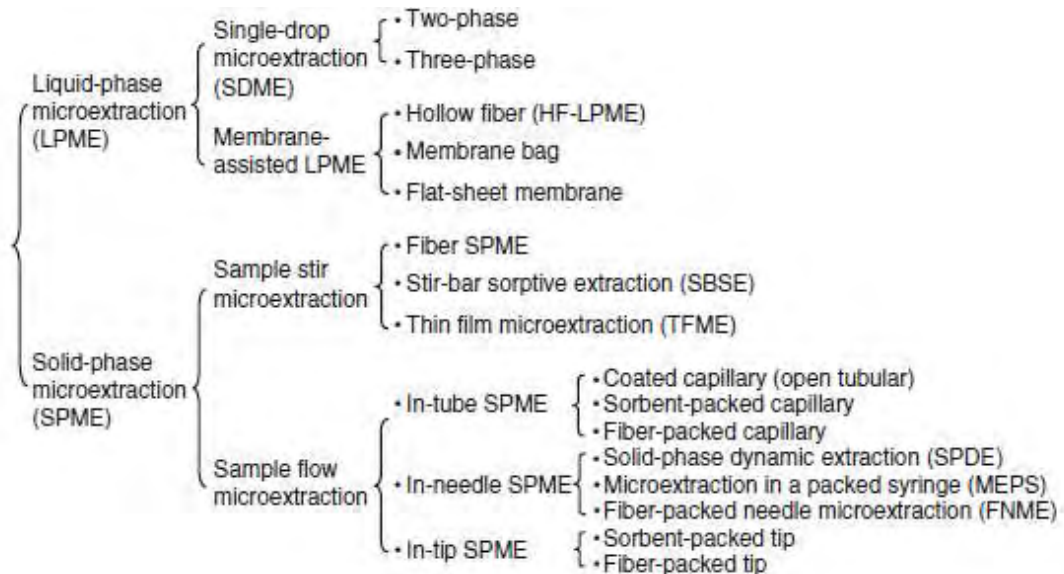 Liquid-phase
microextraction
(LPME)
Single-drop
microextraction
(SDME)
• Two-phase
• Three-phase
Membrane-
assisted LPME
• Hollow fiber (HF-LPME)
• Membrane bag
• Flat-sheet membrane
Solid-phase
microextraction
(SPME)
Sample stir
microextraction
• Fiber SPME
• Stir-bar sorptive extraction (SBSE)
• Thin film microextraction (TFME)
Sample flow
microextraction
• In-tube SPME
• Coated capillary (open tubular)
• Sorbent-packed capillary
• Fiber-packed capillary
• In-needle SPME
• Solid-phase dynamic extraction (SPDE)
• Microextraction in a packed syringe (MEPS)
• Fiber-packed needle microextraction (FNME)
• In-tip SPME
• Sorbent-packed tip
• Fiber-packed tip